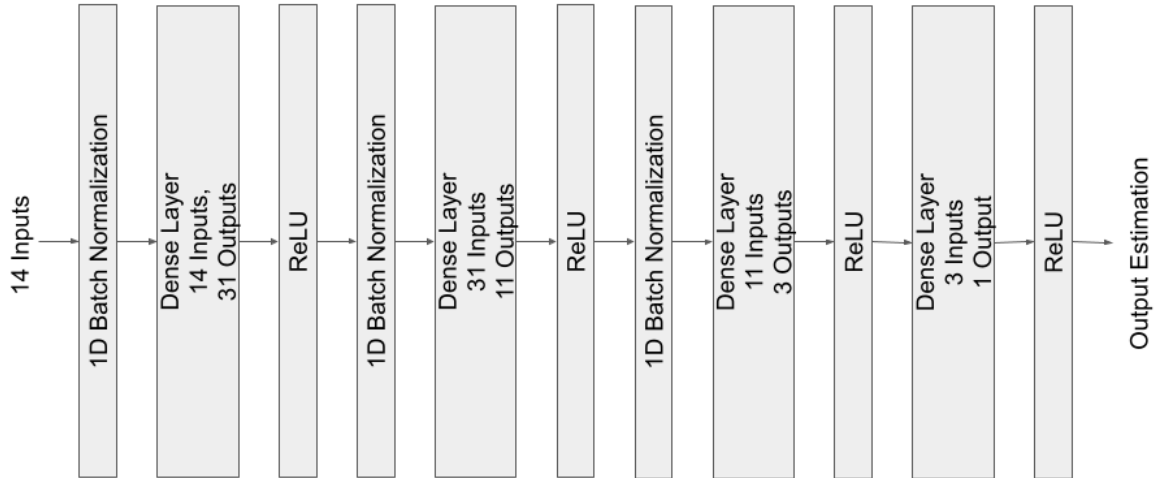 14 Inputs
1D Batch Normalization
Dense Layer
14 Inputs,
31 Outputs
ReLU
1D Batch Normalization
Dense Layer
31 Inputs
11 Outputs
ReLU
1D Batch Normalization
Dense Layer
11 Inputs
3 Outputs
ReLU
Dense Layer
3 Inputs
1 Output
ReLU
Output Estimation